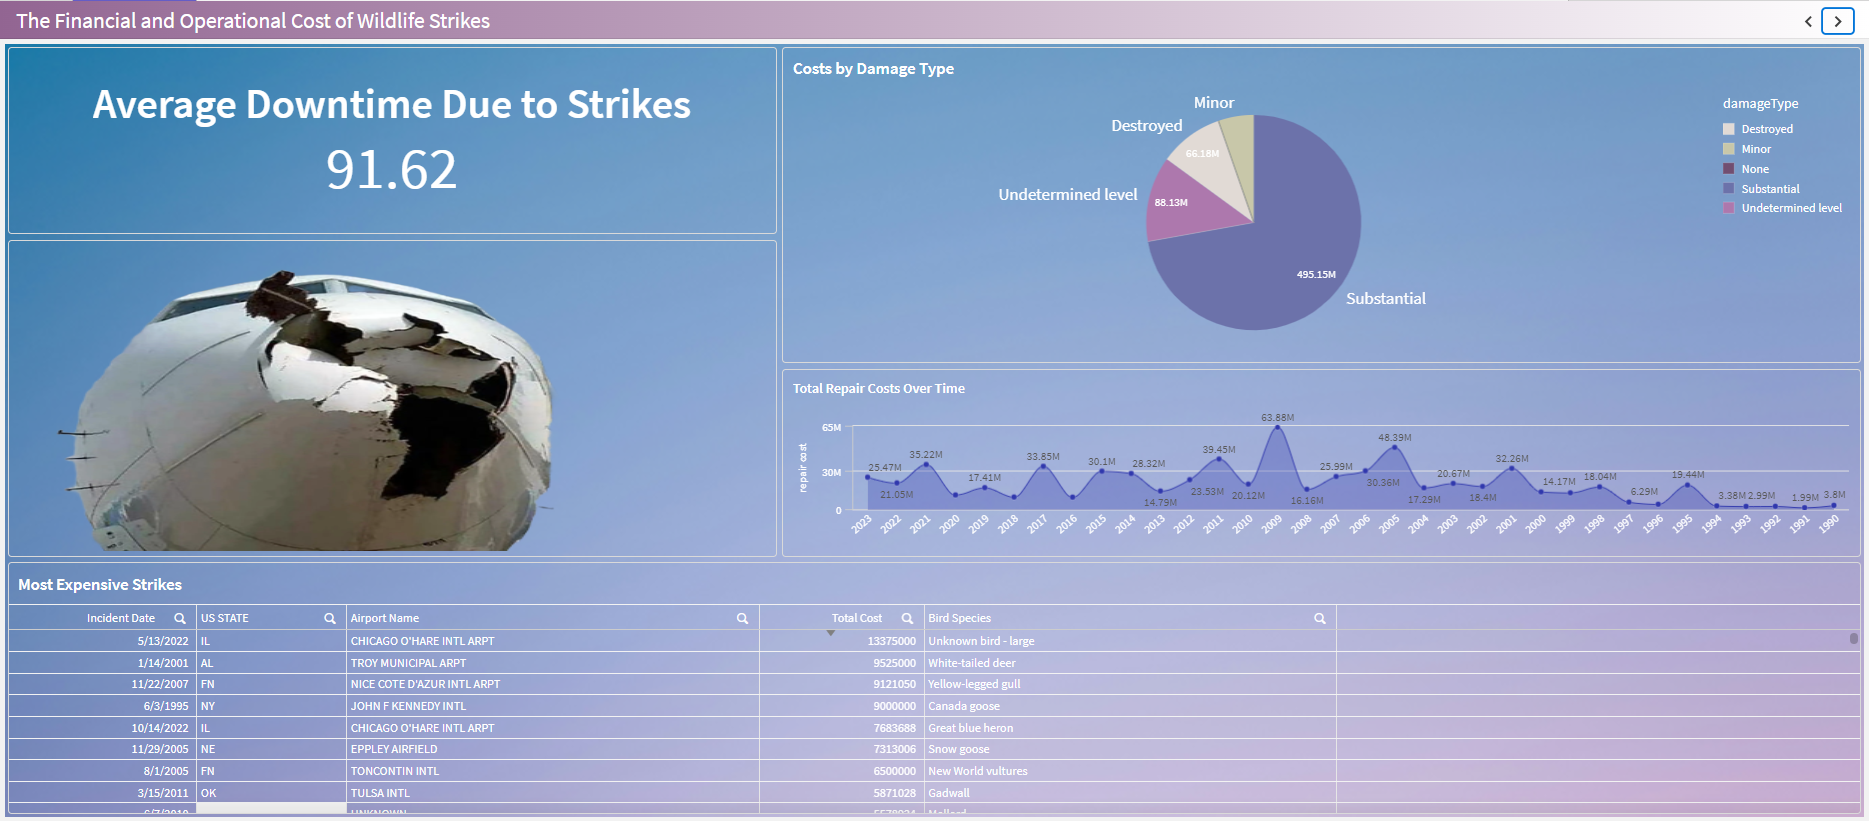 The Financial and Operational Cost of Wildlife Strikes
Average Downtime Due to Strikes
91.62
Costs by Damage Type
Minor
Destroyed
66.18M
Undetermined level
88.13M
495.15M
Substantial
damageType
Destroyed
Minor
None
Substantial
Undetermined level
Total Repair Costs Over Time
repair cost
65M
30M
0
25.47M
21.05M
35.22M
17.41M
33.85M
30.1M
28.32M
14.79M
23.53M
39.45M
20.12M
63.88M
16.16M
25.99M
30.36M
48.39M
17.29M
20.67M
18.4M
32.26M
14.17M
18.04M
6.29M
19.44M
3.38M
2.99M
1.99M
3.8M
2023 2022 2021 2020 2019 2018 2017 2016 2015 2014 2013 2012 2011 2010 2009 2008 2007 2006 2005 2004 2003 2002 2001 2000 1999 1998 1997 1996 1995 1994 1993 1992 1991 1990
Most Expensive Strikes
Incident Date US STATE Airport Name Total Cost Bird Species
5/13/2022 IL CHICAGO O'HARE INTL ARPT 13375000 Unknown bird - large
1/14/2001 AL TROY MUNICIPAL ARPT 9525000 White-tailed deer
11/22/2007 FN NICE COTE D'AZUR INTL ARPT 9121050 Yellow-legged gull
6/3/1995 NY JOHN F KENNEDY INTL 9000000 Canada goose
10/14/2022 IL CHICAGO O'HARE INTL ARPT 7683688 Great blue heron
11/29/2005 NE EPPLEY AIRFIELD 7313006 Snow goose
8/1/2005 FN TONCONTIN INTL 6500000 New World vultures
3/15/2011 OK TULSA INTL 5871028 Gadwall
UNKNOWN